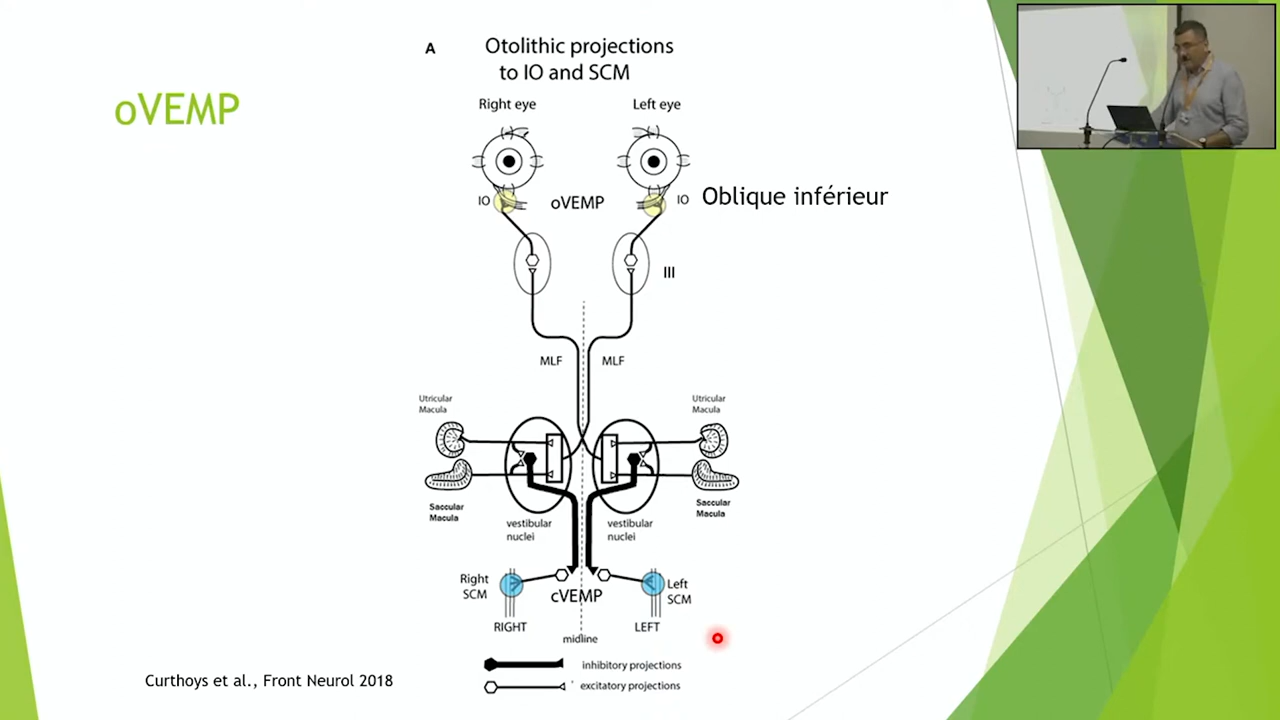 A
Otolithic projections
to IO and SCM
oVEMP
Right eye
Left eye
IO
oVEMP
IO
Oblique inférieur
III
MLF
MLF
Utricular
Macula
Utricular
Macula
Saccular
Macula
Saccular
Macula
vestibular
nuclei
vestibular
nuclei
Right
SCM
cVEMP
Left
SCM
RIGHT
LEFT
midline
inhibitory projections
excitatory projections
Curthoys et al., Front Neurol 2018